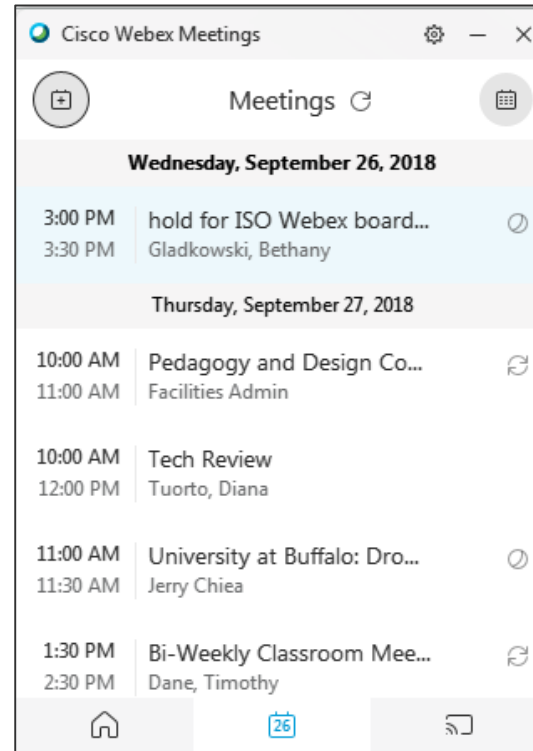 Cisco Webex Meetings
Meetings
Wednesday, September 26, 2018
3:00 PM hold for ISO Webex board...
3:30 PM Gladkowski, Bethany
Thursday, September 27, 2018
10:00 AM Pedagogy and Design Co...
11:00 AM Facilities Admin
10:00 AM Tech Review
12:00 PM Tuorto, Diana
11:00 AM University at Buffalo: Dro...
11:30 AM Jerry Chiea
1:30 PM Bi-Weekly Classroom Mee...
2:30 PM Dane, Timothy
26